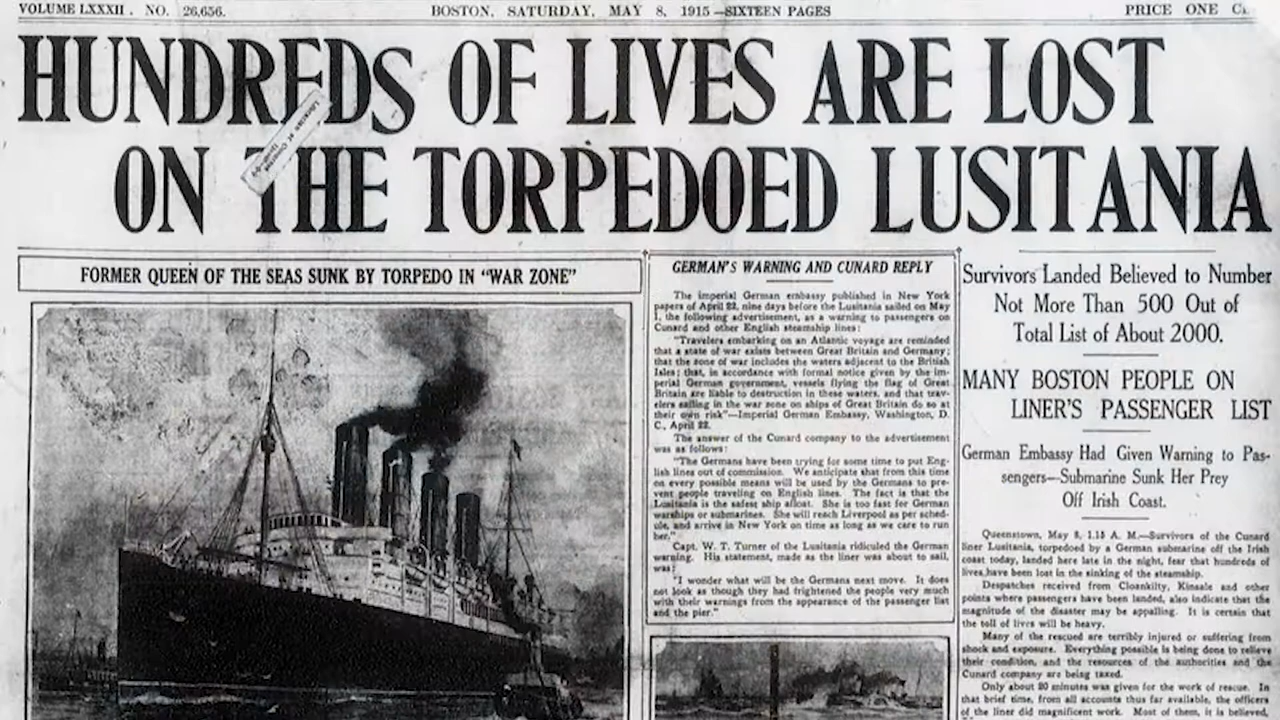 VOLUME LXXXII . NO. 26,656.
BOSTON, SATURDAY, MAY 8, 1915—SIXTEEN PAGES
PRICE ONE
HUNDREDS OF LIVES ARE LOST
ON THE TORPEDOED LUSITANIA
FORMER QUEEN OF THE SEAS SUNK BY TORPEDO IN "WAR ZONE"
GERMAN'S WARNING AND CUNARD REPLY
The imperial German embassy published in New York
papers of April 22, nine days before the Lusitania sailed on May
1, the following advertisement, as a warning to passengers on
Cunard and other English steamship lines:
"Travelers embarking on an Atlantic voyage are reminded
that a state of war exists between Great Britain and Germany;
that the zone of war includes the waters adjacent to the British
Isles; that, in accordance with formal notice given by the im-
perial German government, vessels flying the flag of Great
Britain are liable to destruction in these waters, and that trav-
elers sailing in the war zone on ships of Great Britain do so at
their own risk"—Imperial German Embassy, Washington, D.
C., April 22.
The answer of the Cunard company to the advertisement
was as follows:
"The Germans have been trying for some time to put Eng-
lish lines out of commission. We anticipate that from this time
on every possible means will be used by the Germans to pre-
vent people traveling on English lines. The fact is that the
Lusitania is the safest ship afloat. She is too fast for German
warships or submarines. She will reach Liverpool as per sched-
ule, and arrive in New York on time as long as we care to run
her."
Capt. W. T. Turner of the Lusitania ridiculed the German
warning. His statement, made as the liner was about to sail,
was:
"I wonder what will be the Germans next move. It does
not look as though they had frightened the people very much
with their warnings from the appearance of the passenger list
and the pier."
Survivors Landed Believed to Number
Not More Than 500 Out of
Total List of About 2000.
MANY BOSTON PEOPLE ON
LINER'S PASSENGER LIST
German Embassy Had Given Warning to Pas-
sengers—Submarine Sunk Her Prey
Off Irish Coast.
Queenstown, May 8, 1.15 A. M.—Survivors of the Cunard
liner Lusitania, torpedoed by a German submarine off the Irish
coast today, landed here late in the night, fear that hundreds of
lives have been lost in the sinking of the steamship.
Despatches received from Cloankilty, Kinsale and other
points where passengers have been landed, also indicate that the
magnitude of the disaster may be appalling. It is certain that
the toll of lives will be heavy.
Many of the rescued are terribly injured or suffering from
shock and exposure. Everything possible is being done to relieve
their condition, and the resources of the authorities and the
Cunard company are being taxed.
Only about 20 minutes was given for the work of rescue. In
that brief time, from all accounts thus far available, the officers
of the liner did magnificent work. Most of them, it is believed,